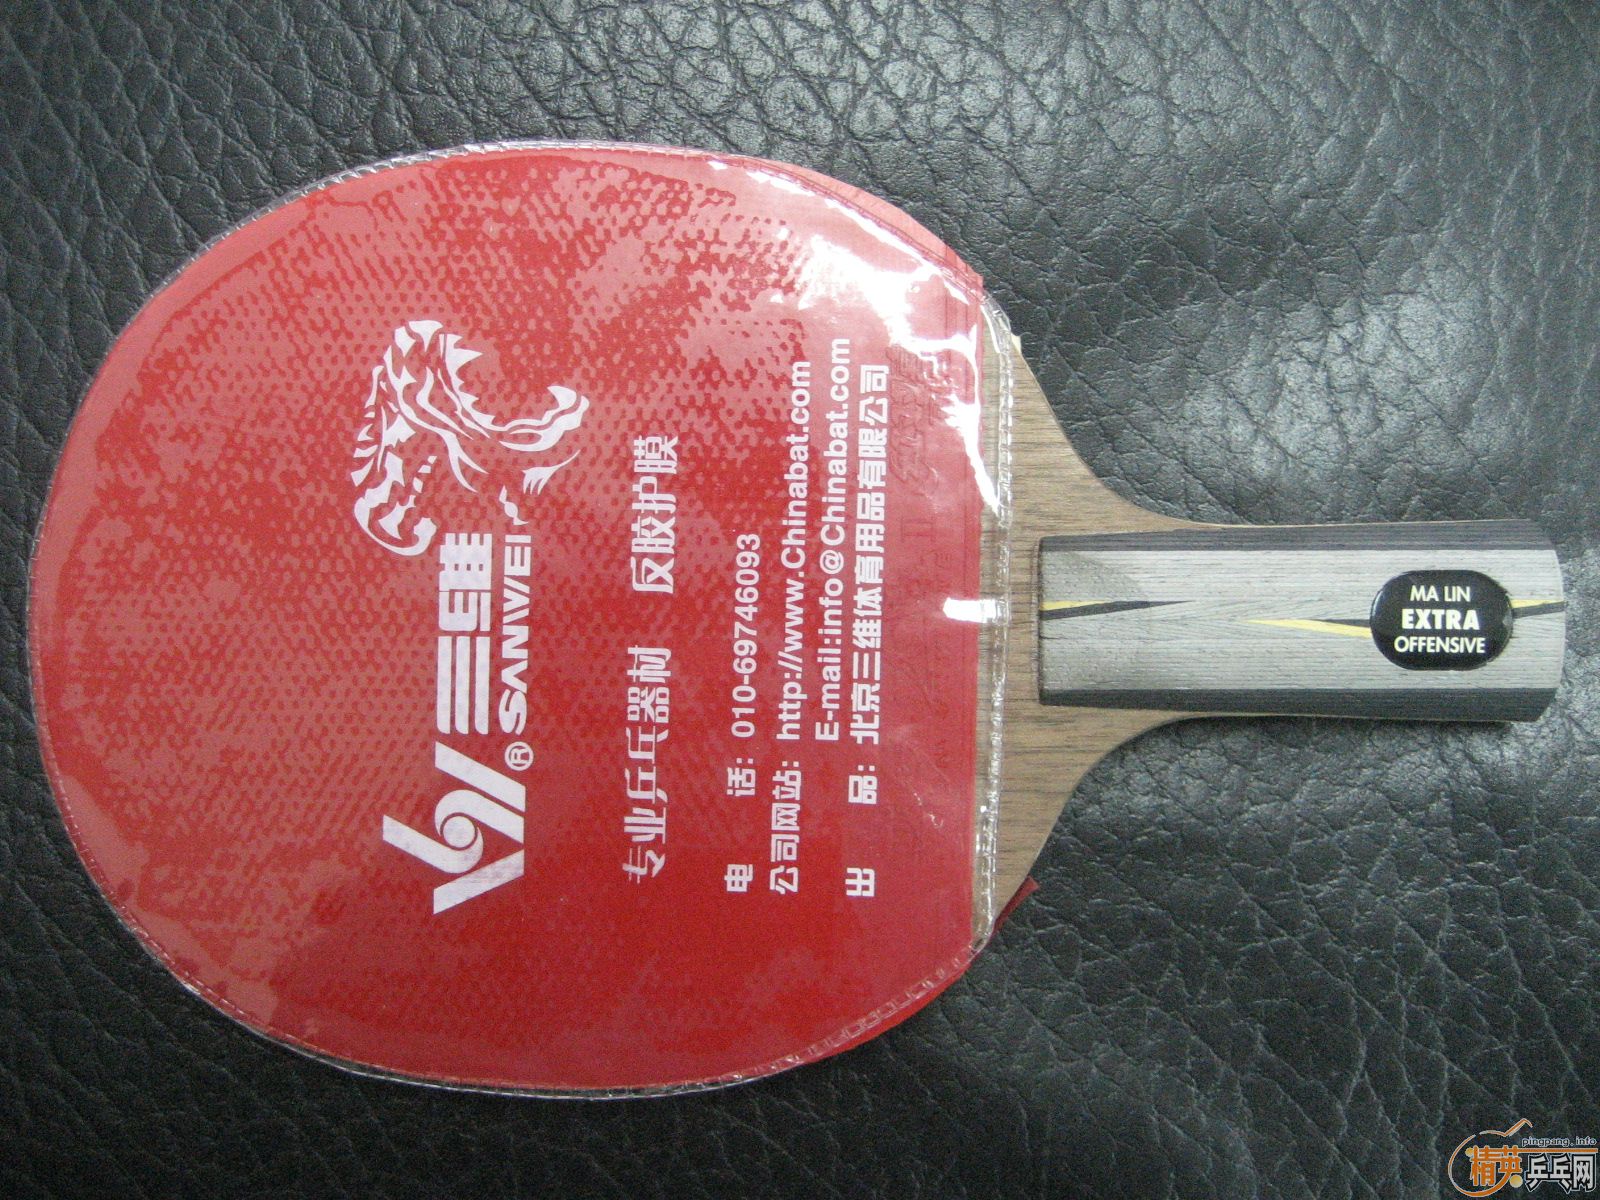 三维
SANWEI®
专业乒乓器材 反胶护膜
电 话: 010-69746093
公司网站: http://www.Chinabat.com
E-mail:info@Chinabat.com
出 品: 北京三维体育用品有限公司
MA LIN
EXTRA
OFFENSIVE
pingpang.info
精英乒乓网